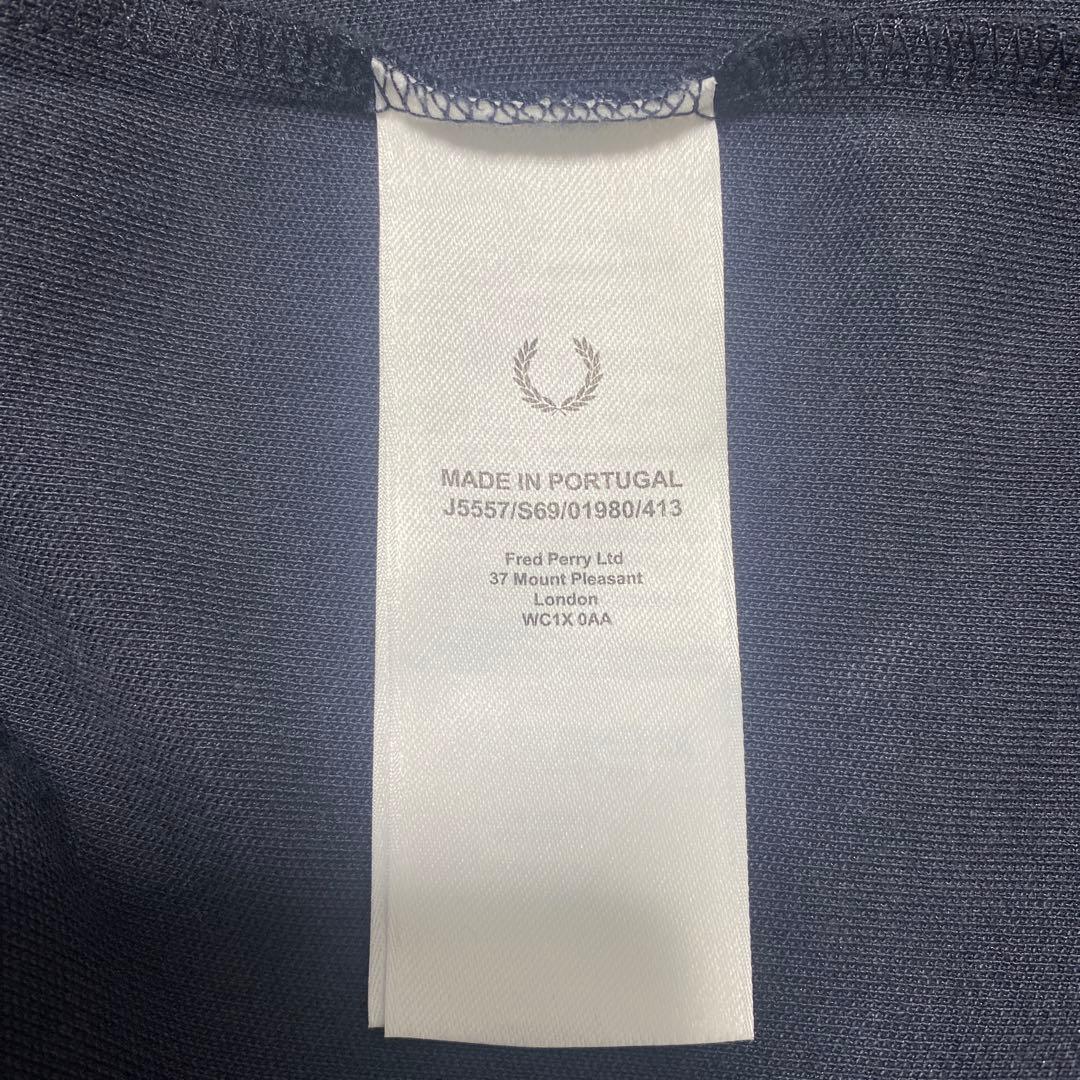 MADE IN PORTUGAL
J5557/S69/01980/413
Fred Perry Ltd
37 Mount Pleasant
London
WC1X 0AA